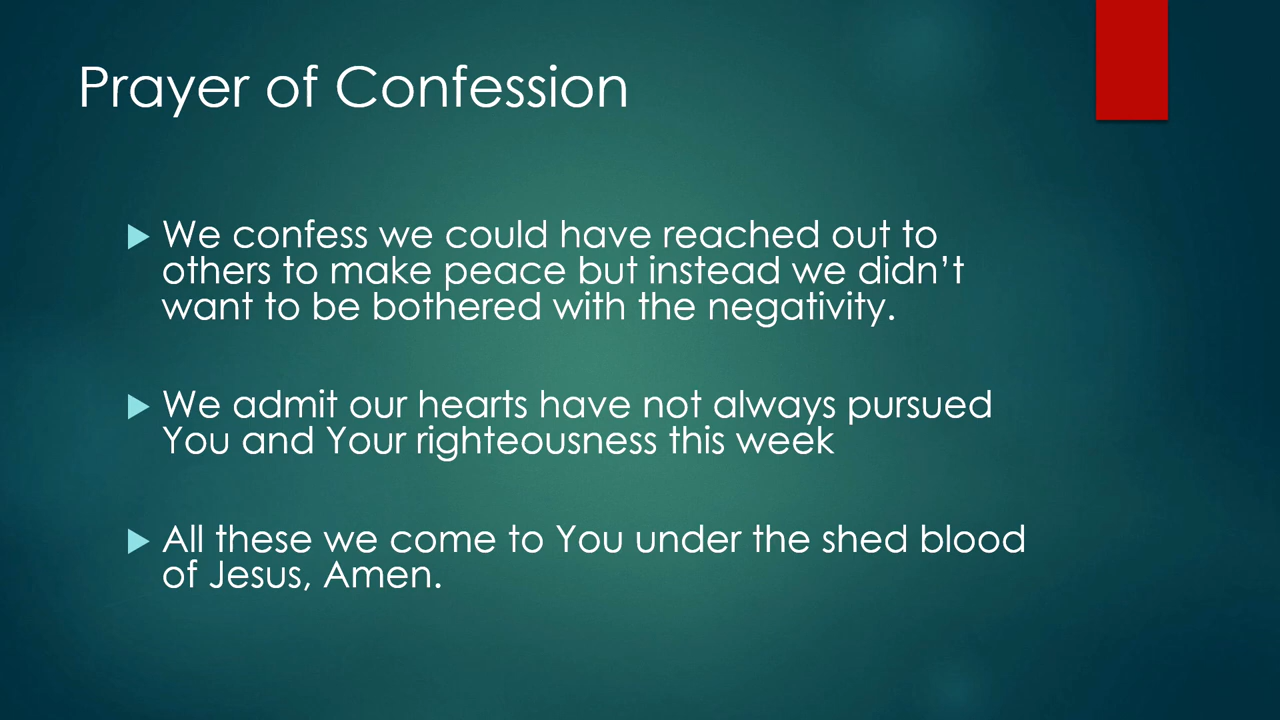 Prayer of Confession
We confess we could have reached out to
others to make peace but instead we didn’t
want to be bothered with the negativity.
We admit our hearts have not always pursued
You and Your righteousness this week
All these we come to You under the shed blood
of Jesus, Amen.